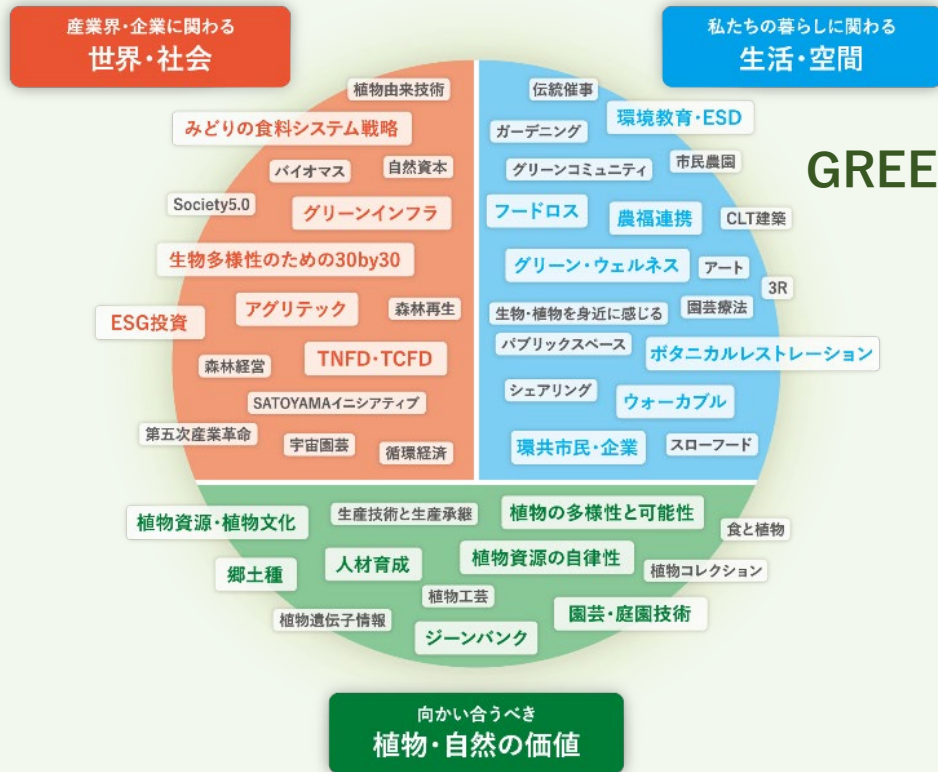 産業界・企業に関わる
世界・社会
私たちの暮らしに関わる
生活・空間
植物由来技術
みどりの食料システム戦略
バイオマス
自然資本
Society5.0
グリーンインフラ
生物多様性のための30by30
ESG投資
アグリテック
森林再生
森林経営
TNFD・TCFD
SATOYAMAイニシアティブ
第五次産業革命
宇宙園芸
循環経済
伝統催事
環境教育・ESD
ガーデニング
グリーンコミュニティ
市民農園
GREE
フードロス
農福連携
CLT建築
グリーン・ウェルネス
アート
3R
生物・植物を身近に感じる
園芸療法
パブリックスペース
ボタニカルレストレーション
シェアリング
ウォーカブル
環共市民・企業
スローフード
植物資源・植物文化
生産技術と生産承継
植物の多様性と可能性
食と植物
郷土種
人材育成
植物資源の自律性
植物コレクション
植物工芸
植物遺伝子情報
園芸・庭園技術
ジーンバンク
向かい合うべき
植物・自然の価値